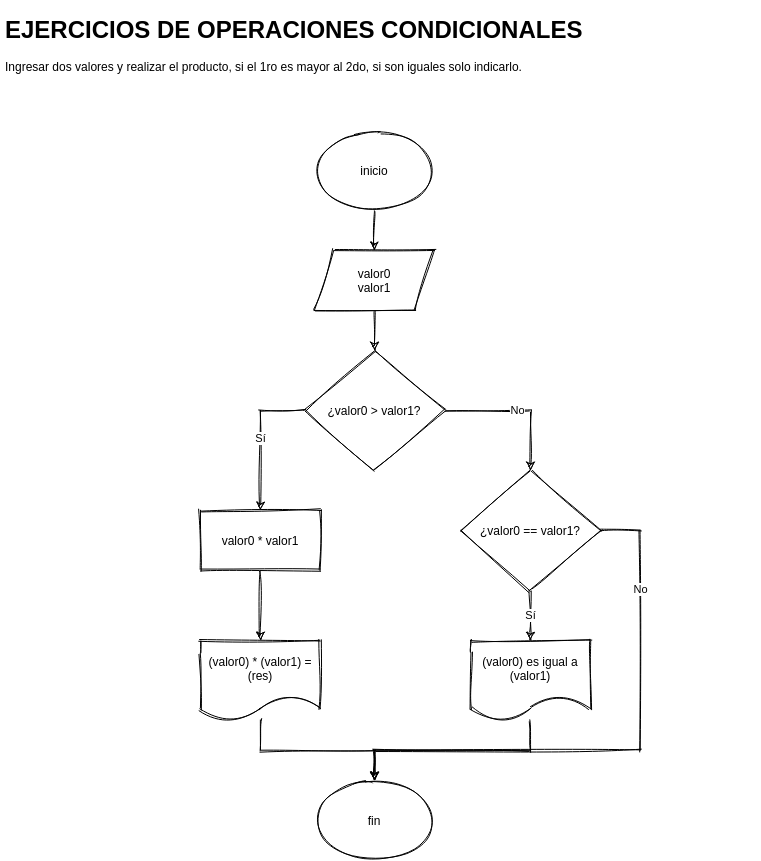 EJERCICIOS DE OPERACIONES CONDICIONALES
Ingresar dos valores y realizar el producto, si el 1ro es mayor al 2do, si son iguales solo indicarlo.
inicio
valor0
valor1
¿valor0 > valor1?
No
Sí
¿valor0 == valor1?
valor0 * valor1
No
Sí
(valor0) * (valor1) =
(res)
(valor0) es igual a
(valor1)
fin